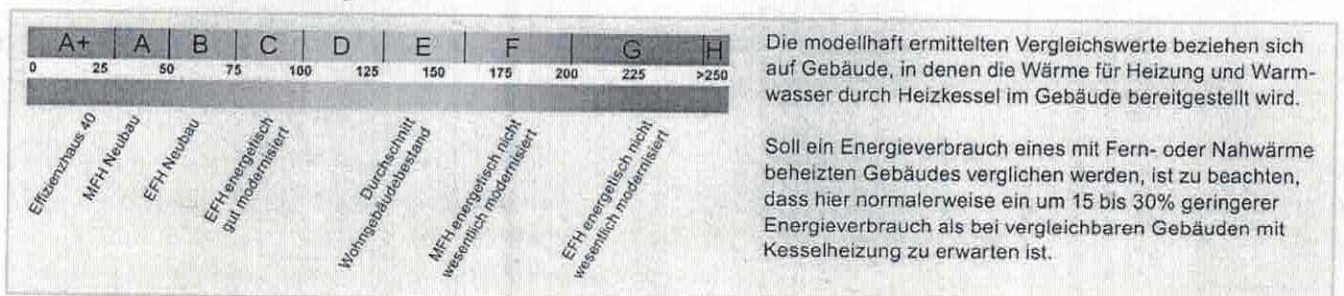 A+ A B C D E F G H
0 25 50 75 100 125 150 175 200 225 >250
Effizienzhaus 40
MFH Neubau
EFH Neubau
EFH energetisch
gut modernisiert
Durchschnitt
Wohngebäudebestand
MFH energetisch nicht
wesentlich modernisiert
EFH energetisch nicht
wesentlich modernisiert
Die modellhaft ermittelten Vergleichswerte beziehen sich
auf Gebäude, in denen die Wärme für Heizung und Warm-
wasser durch Heizkessel im Gebäude bereitgestellt wird.
Soll ein Energieverbrauch eines mit Fern- oder Nahwärme
beheizten Gebäudes verglichen werden, ist zu beachten,
dass hier normalerweise ein um 15 bis 30% geringerer
Energieverbrauch als bei vergleichbaren Gebäuden mit
Kesselheizung zu erwarten ist.